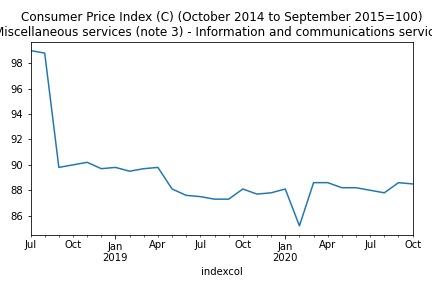 Consumer Price Index (C) (October 2014 to September 2015=100)
Miscellaneous services (note 3) - Information and communications
98
96
94
92
90
88
86
Jul Oct Jan Apr Jul Oct Jan Apr Jul Oct
2019 2020
indexcol